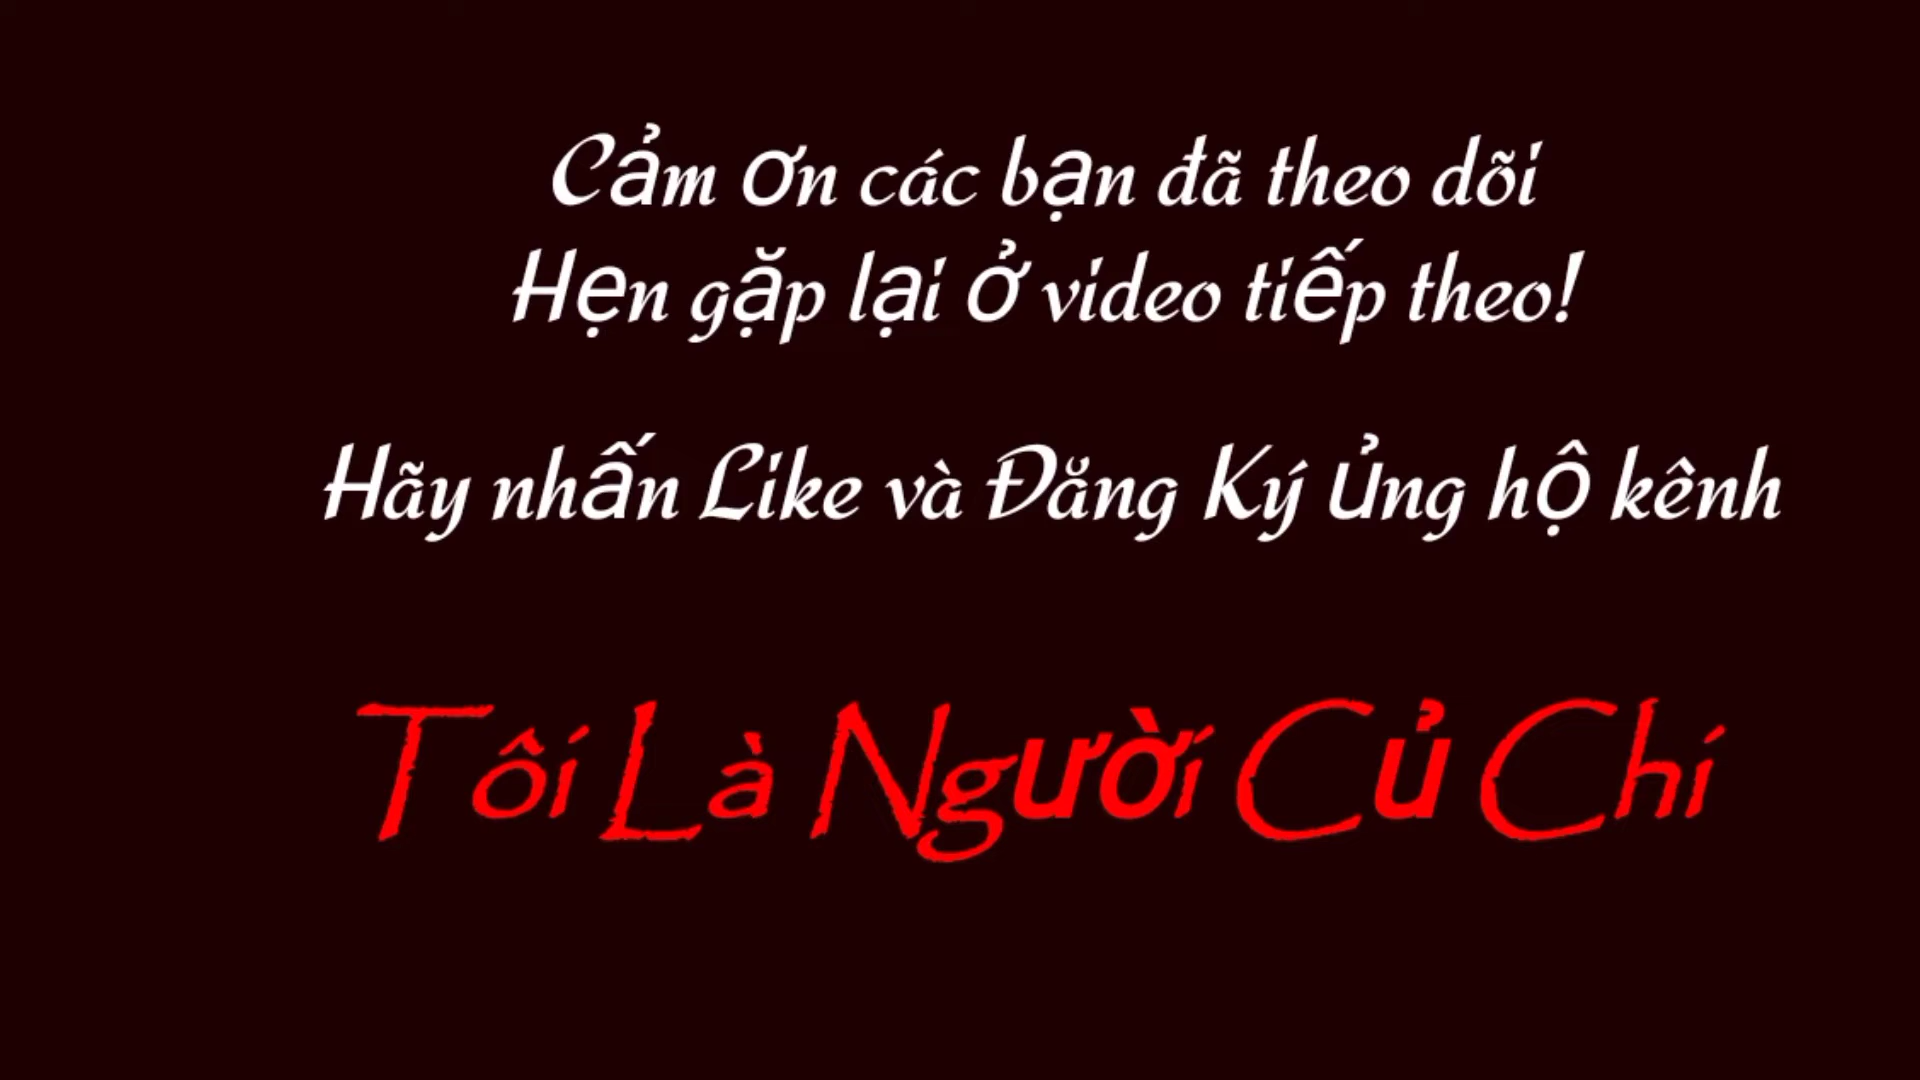 Cảm ơn các bạn đã theo dõi
Hẹn gặp lại ở video tiếp theo!
Hãy nhấn Like và Đăng Ký ủng hộ kênh
Tôi Là Người Củ Chi